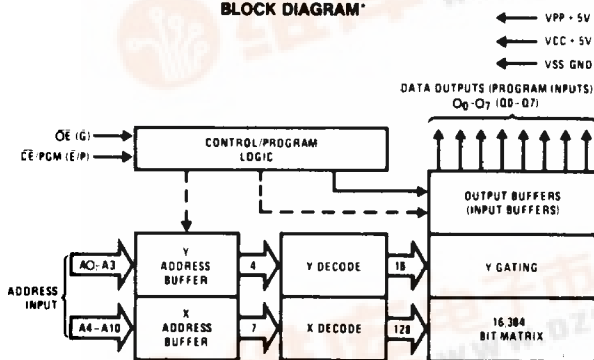 BLOCK DIAGRAM*
VPP + 5V
VCC + 5V
VSS GND
DATA OUTPUTS (PROGRAM INPUTS)
O0-O7 (Q0-Q7)
OE (G)
CE/PGM (E/P)
CONTROL/PROGRAM
LOGIC
OUTPUT BUFFERS
(INPUT BUFFERS)
ADDRESS
INPUT
A0-A3
Y
ADDRESS
BUFFER
4
Y DECODE
16
Y GATING
A4-A10
X
ADDRESS
BUFFER
7
X DECODE
128
16,384
BIT MATRIX